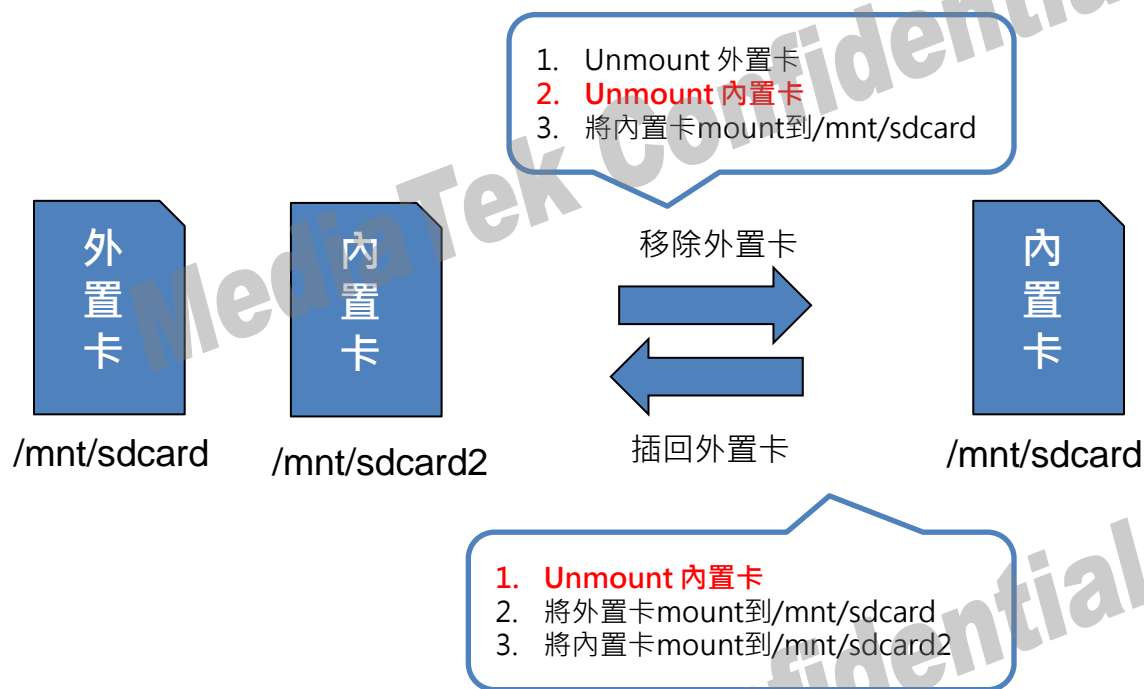 1. Unmount 外置卡
2. Unmount 內置卡
3. 將內置卡mount到/mnt/sdcard
外置卡
內置卡
移除外置卡
內置卡
/mnt/sdcard
/mnt/sdcard2
插回外置卡
/mnt/sdcard
1. Unmount 內置卡
2. 將外置卡mount到/mnt/sdcard
3. 將內置卡mount到/mnt/sdcard2
MediaTek Confidential
fidential